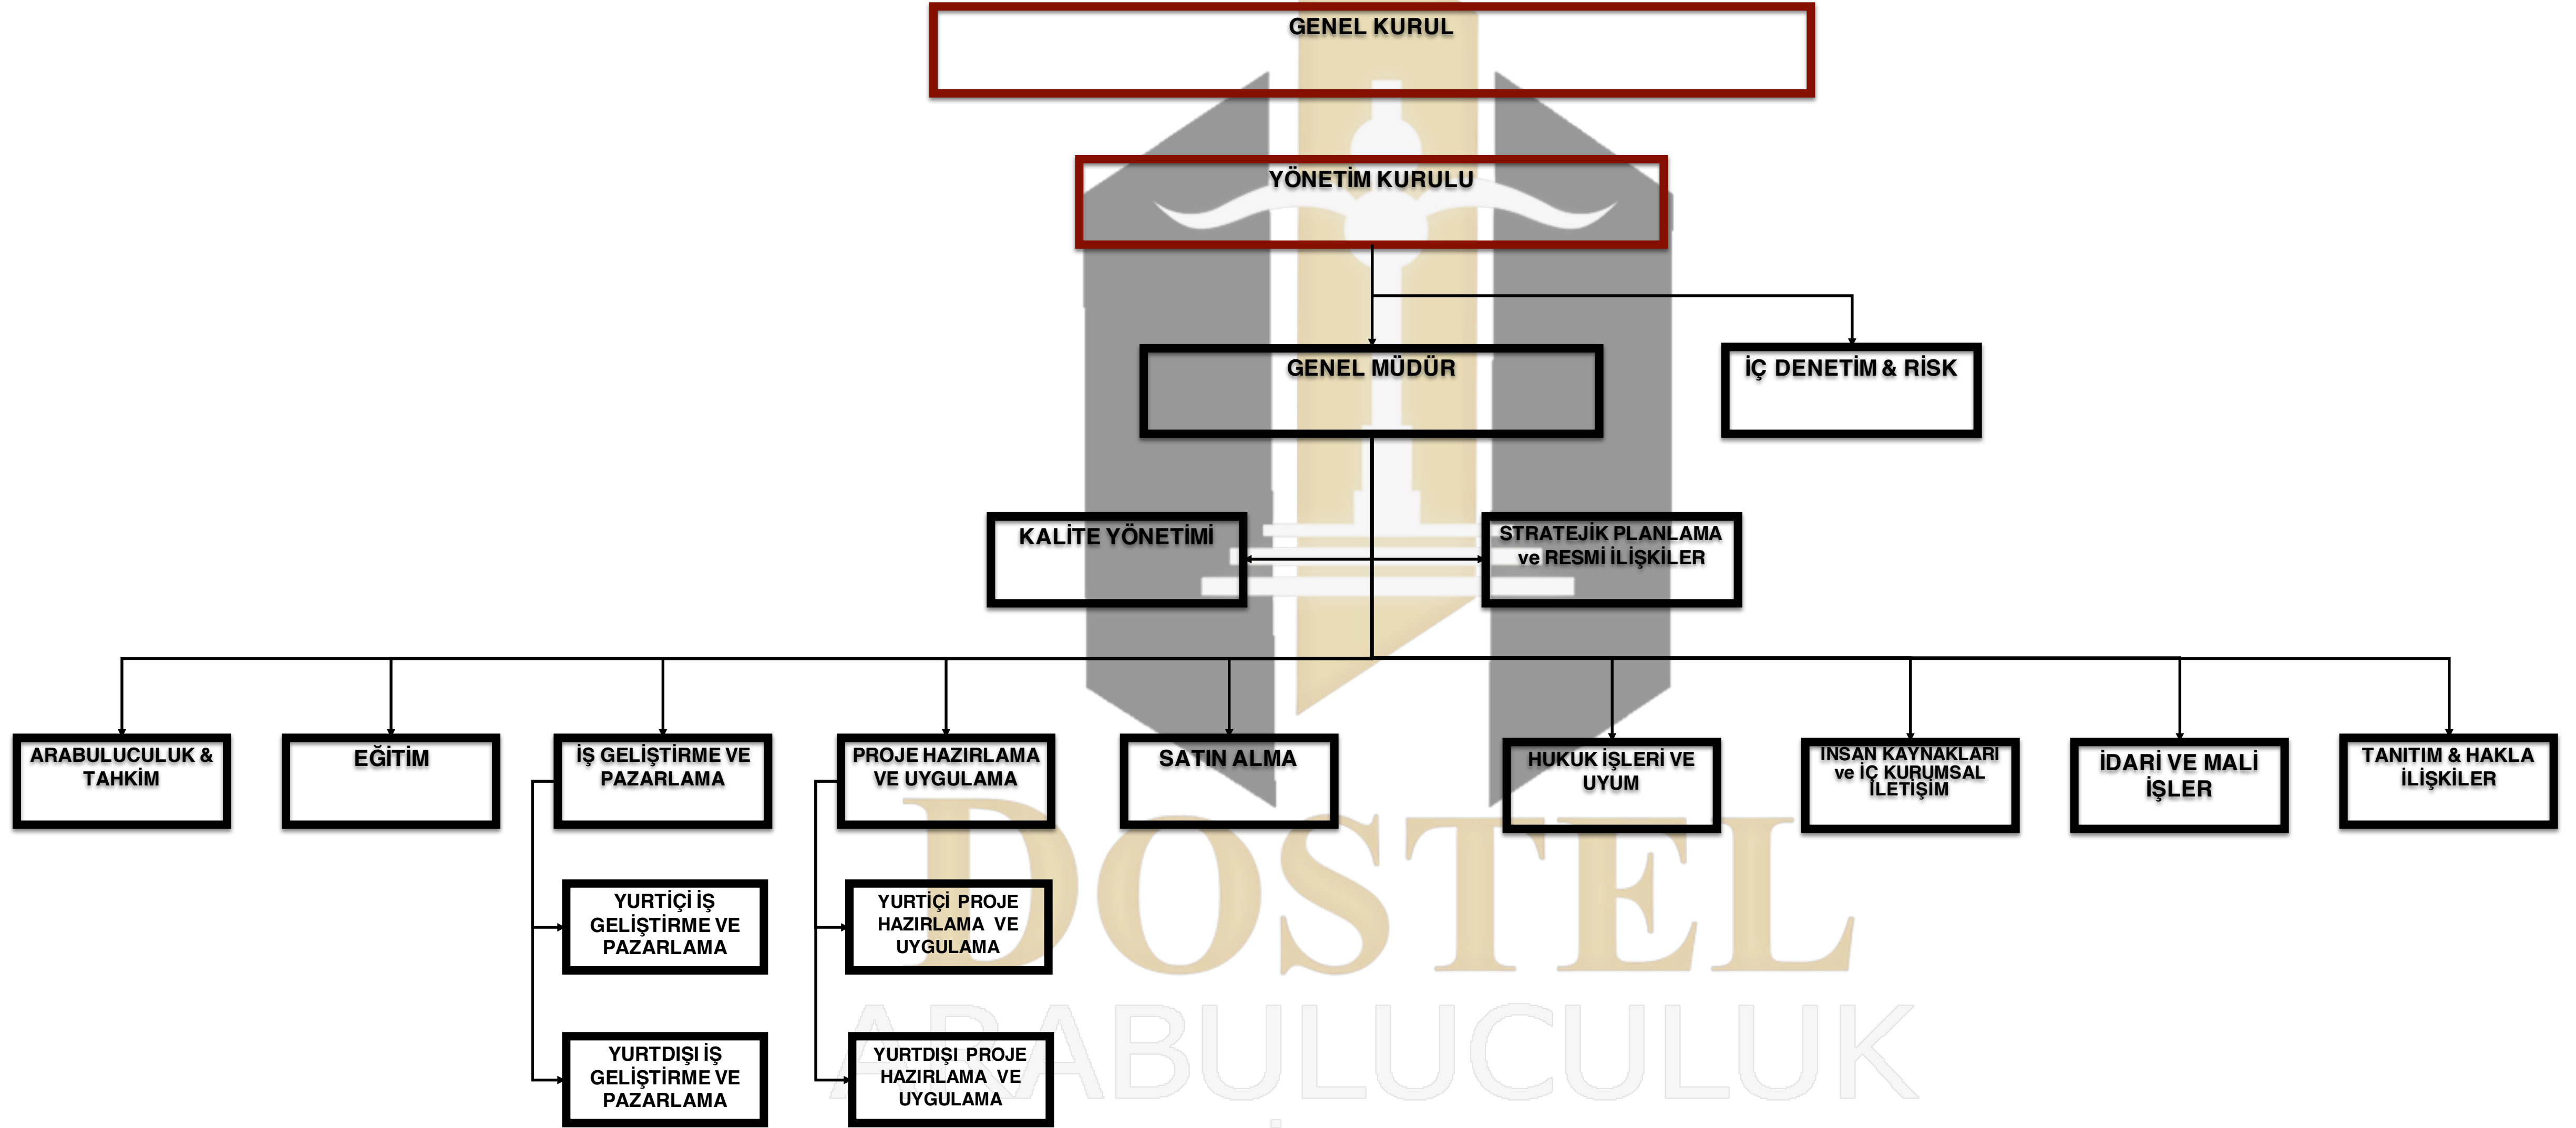 GENEL KURUL
YÖNETİM KURULU
GENEL MÜDÜR
İÇ DENETİM & RİSK
KALİTE YÖNETİMİ
STRATEJİK PLANLAMA
ve RESMİ İLİŞKİLER
ARABULUCULUK &
TAHKİM
EĞİTİM
İŞ GELİŞTİRME VE
PAZARLAMA
PROJE HAZIRLAMA
VE UYGULAMA
SATIN ALMA
HUKUK İŞLERİ VE
UYUM
INSAN KAYNAKLARI
ve İÇ KURUMSAL
İLETİŞİM
İDARİ VE MALİ
İŞLER
TANITIM & HAKLA
İLİŞKİLER
YURTİÇİ İŞ
GELİŞTİRME VE
PAZARLAMA
YURTİÇİ PROJE
HAZIRLAMA VE
UYGULAMA
YURTDIŞI İŞ
GELİŞTİRME VE
PAZARLAMA
YURTDIŞI PROJE
HAZIRLAMA VE
UYGULAMA
DOSTEL
ARABULUCULUK